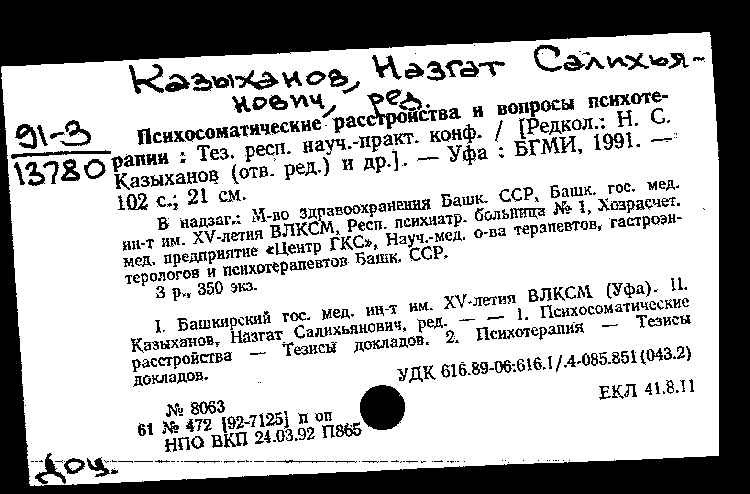 Казыханов, Назгат Салихья-
нович, ред.
91-3
13780
Психосоматические расстройства и вопросы психоте-
рапии : Тез. респ. науч.-практ. конф. / [Редкол.: Н. С.
Казыханов (отв. ред.) и др.]. — Уфа : БГМИ, 1991. —
102 с.; 21 см.
В надзаг.: М-во здравоохранения Башк. ССР, Башк. гос. мед.
ин-т им. XV-летия ВЛКСМ, Респ. психиатр. больница № 1, Хозрасчет.
мед. предприятие «Центр ГКС», Науч.-мед. о-ва терапевтов, гастроэн-
терологов и психотерапевтов Башк. ССР.
3 р., 350 экз.
I. Башкирский гос. мед. ин-т им. XV-летия ВЛКСМ (Уфа). II.
Казыханов, Назгат Салихьянович, ред. — — 1. Психосоматические
расстройства — Тезисы докладов. 2. Психотерапия — Тезисы
докладов.
УДК 616.89-06:616.1/.4-085.851(043.2)
№ 8063
ЕКЛ 41.8.11
61 № 472 [92-7125] п оп
НПО ВКП 24.03.92 П865
Доц.